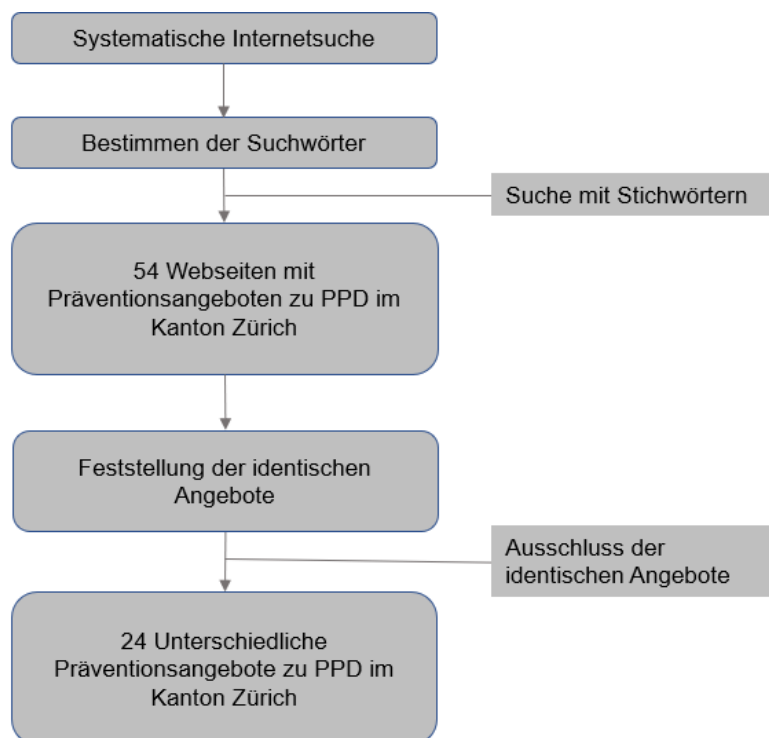 Systematische Internetsuche
Bestimmen der Suchwörter
Suche mit Stichwörtern
54 Webseiten mit
Präventionsangeboten zu PPD im
Kanton Zürich
Feststellung der identischen
Angebote
Ausschluss der
identischen Angebote
24 Unterschiedliche
Präventionsangebote zu PPD im
Kanton Zürich